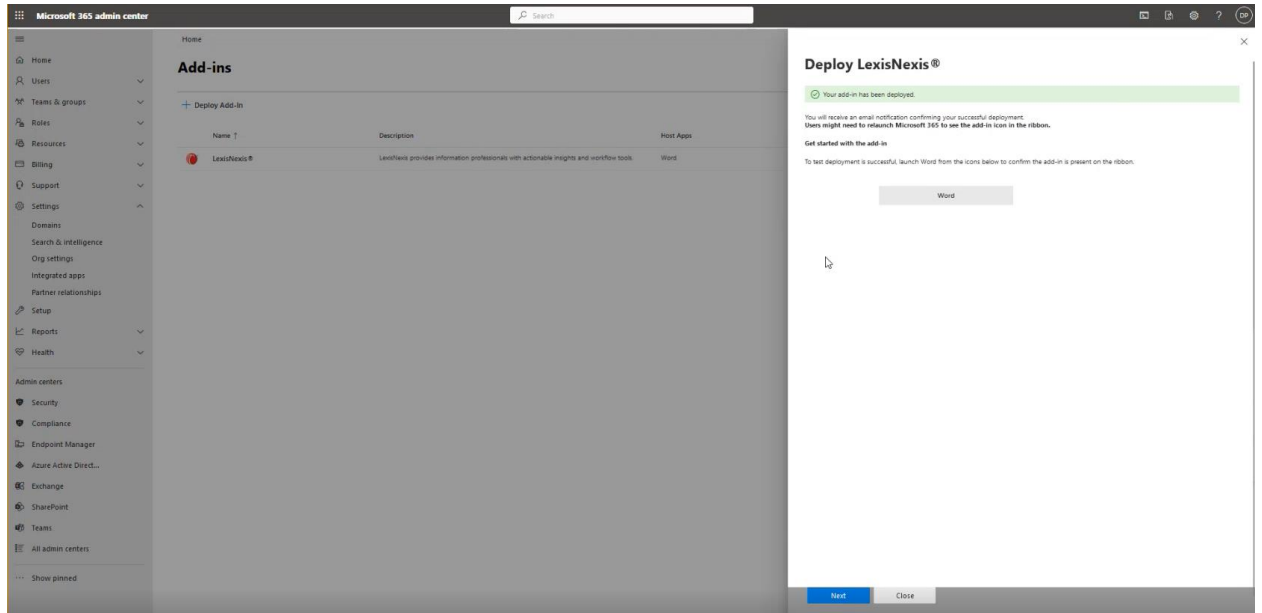 Microsoft 365 admin center
Search
?
DP
Home
Users
Teams & groups
Roles
Resources
Billing
Support
Settings
Domains
Search & intelligence
Org settings
Integrated apps
Partner relationships
Setup
Reports
Health
Admin centers
Security
Compliance
Endpoint Manager
Azure Active Direct...
Exchange
SharePoint
Teams
All admin centers
Show pinned
Home
Add-ins
Deploy Add-In
Name ↑ Description Host Apps
LexisNexis® LexisNexis provides information professionals with actionable insights and workflow tools. Word
Deploy LexisNexis®
Your add-in has been deployed.
You will receive an email notification confirming your successful deployment.
Users might need to relaunch Microsoft 365 to see the add-in icon in the ribbon.
Get started with the add-in
To test deployment is successful, launch Word from the icons below to confirm the add-in is present on the ribbon.
Word
Next Close